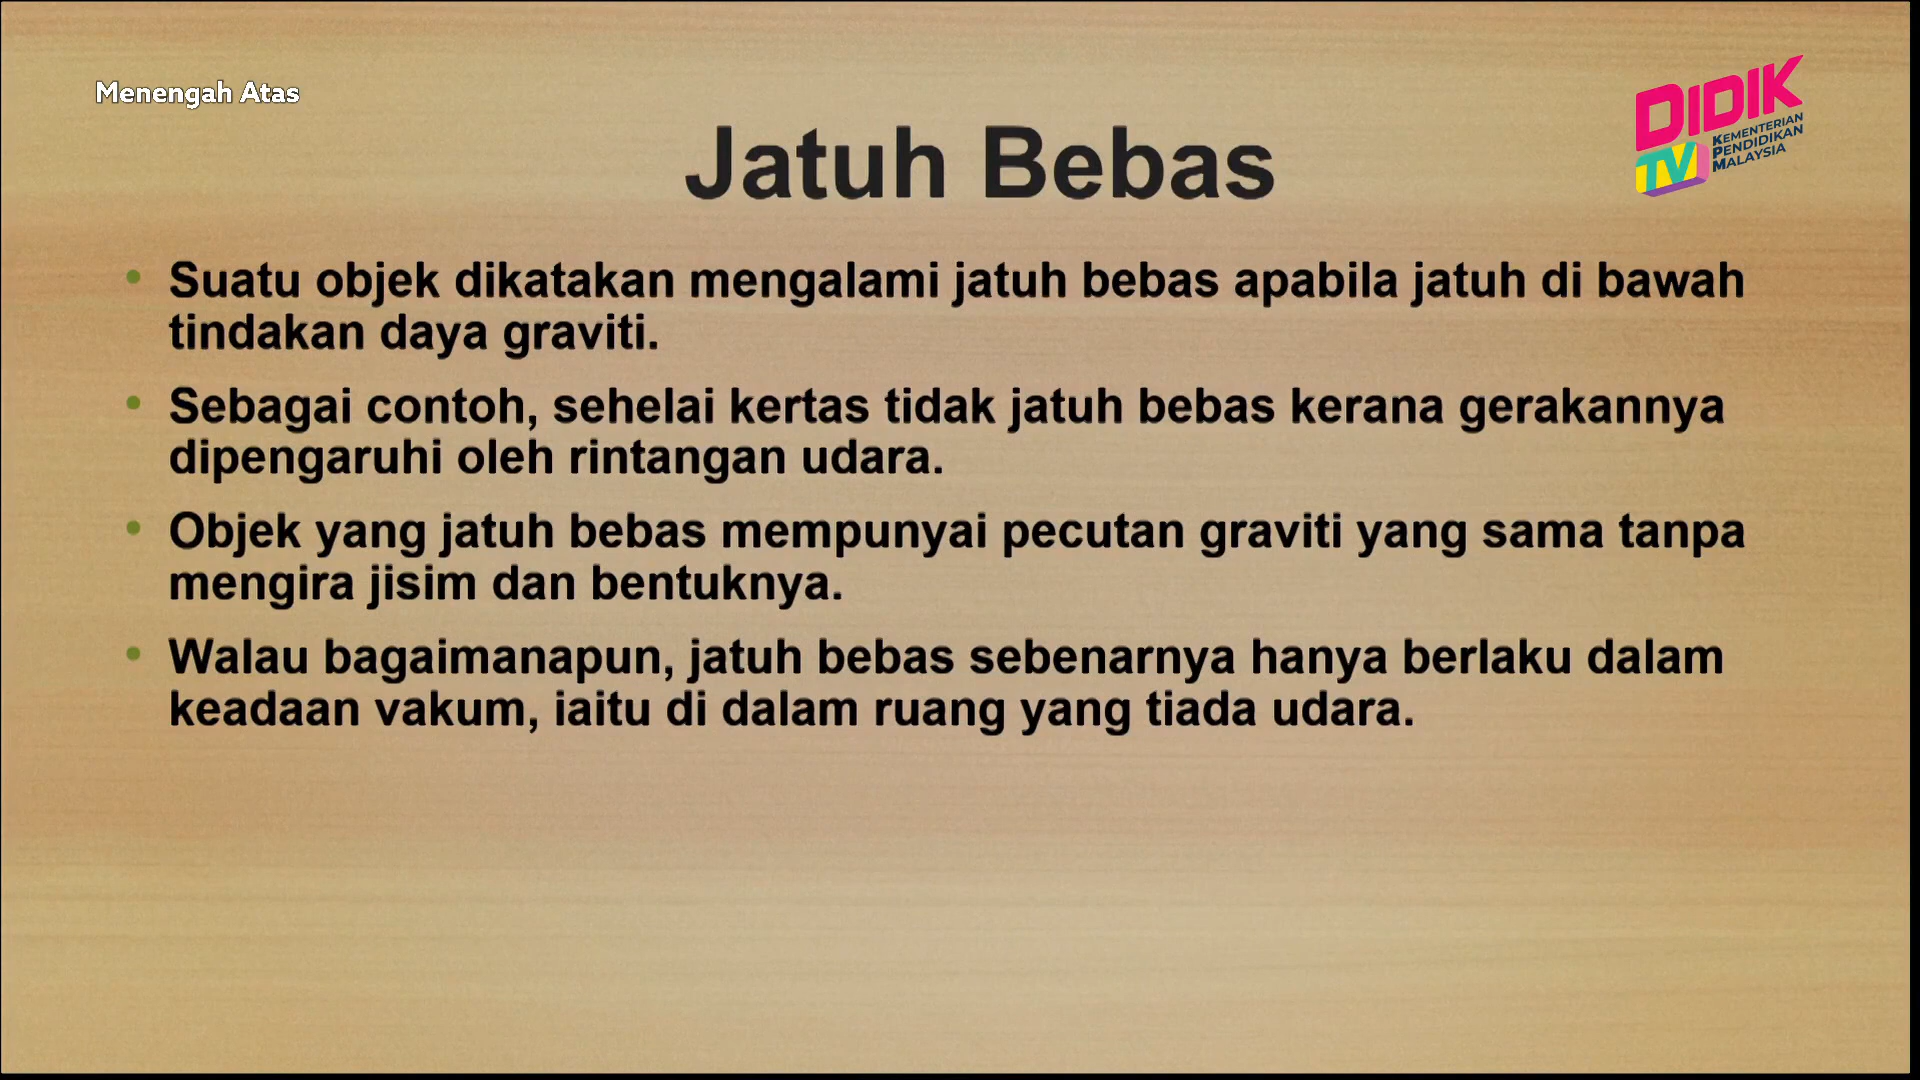 Menengah Atas
DIDIK
TV
KEMENTERIAN
PENDIDIKAN
MALAYSIA
Jatuh Bebas
• Suatu objek dikatakan mengalami jatuh bebas apabila jatuh di bawah
tindakan daya graviti.
• Sebagai contoh, sehelai kertas tidak jatuh bebas kerana gerakannya
dipengaruhi oleh rintangan udara.
• Objek yang jatuh bebas mempunyai pecutan graviti yang sama tanpa
mengira jisim dan bentuknya.
• Walau bagaimanapun, jatuh bebas sebenarnya hanya berlaku dalam
keadaan vakum, iaitu di dalam ruang yang tiada udara.